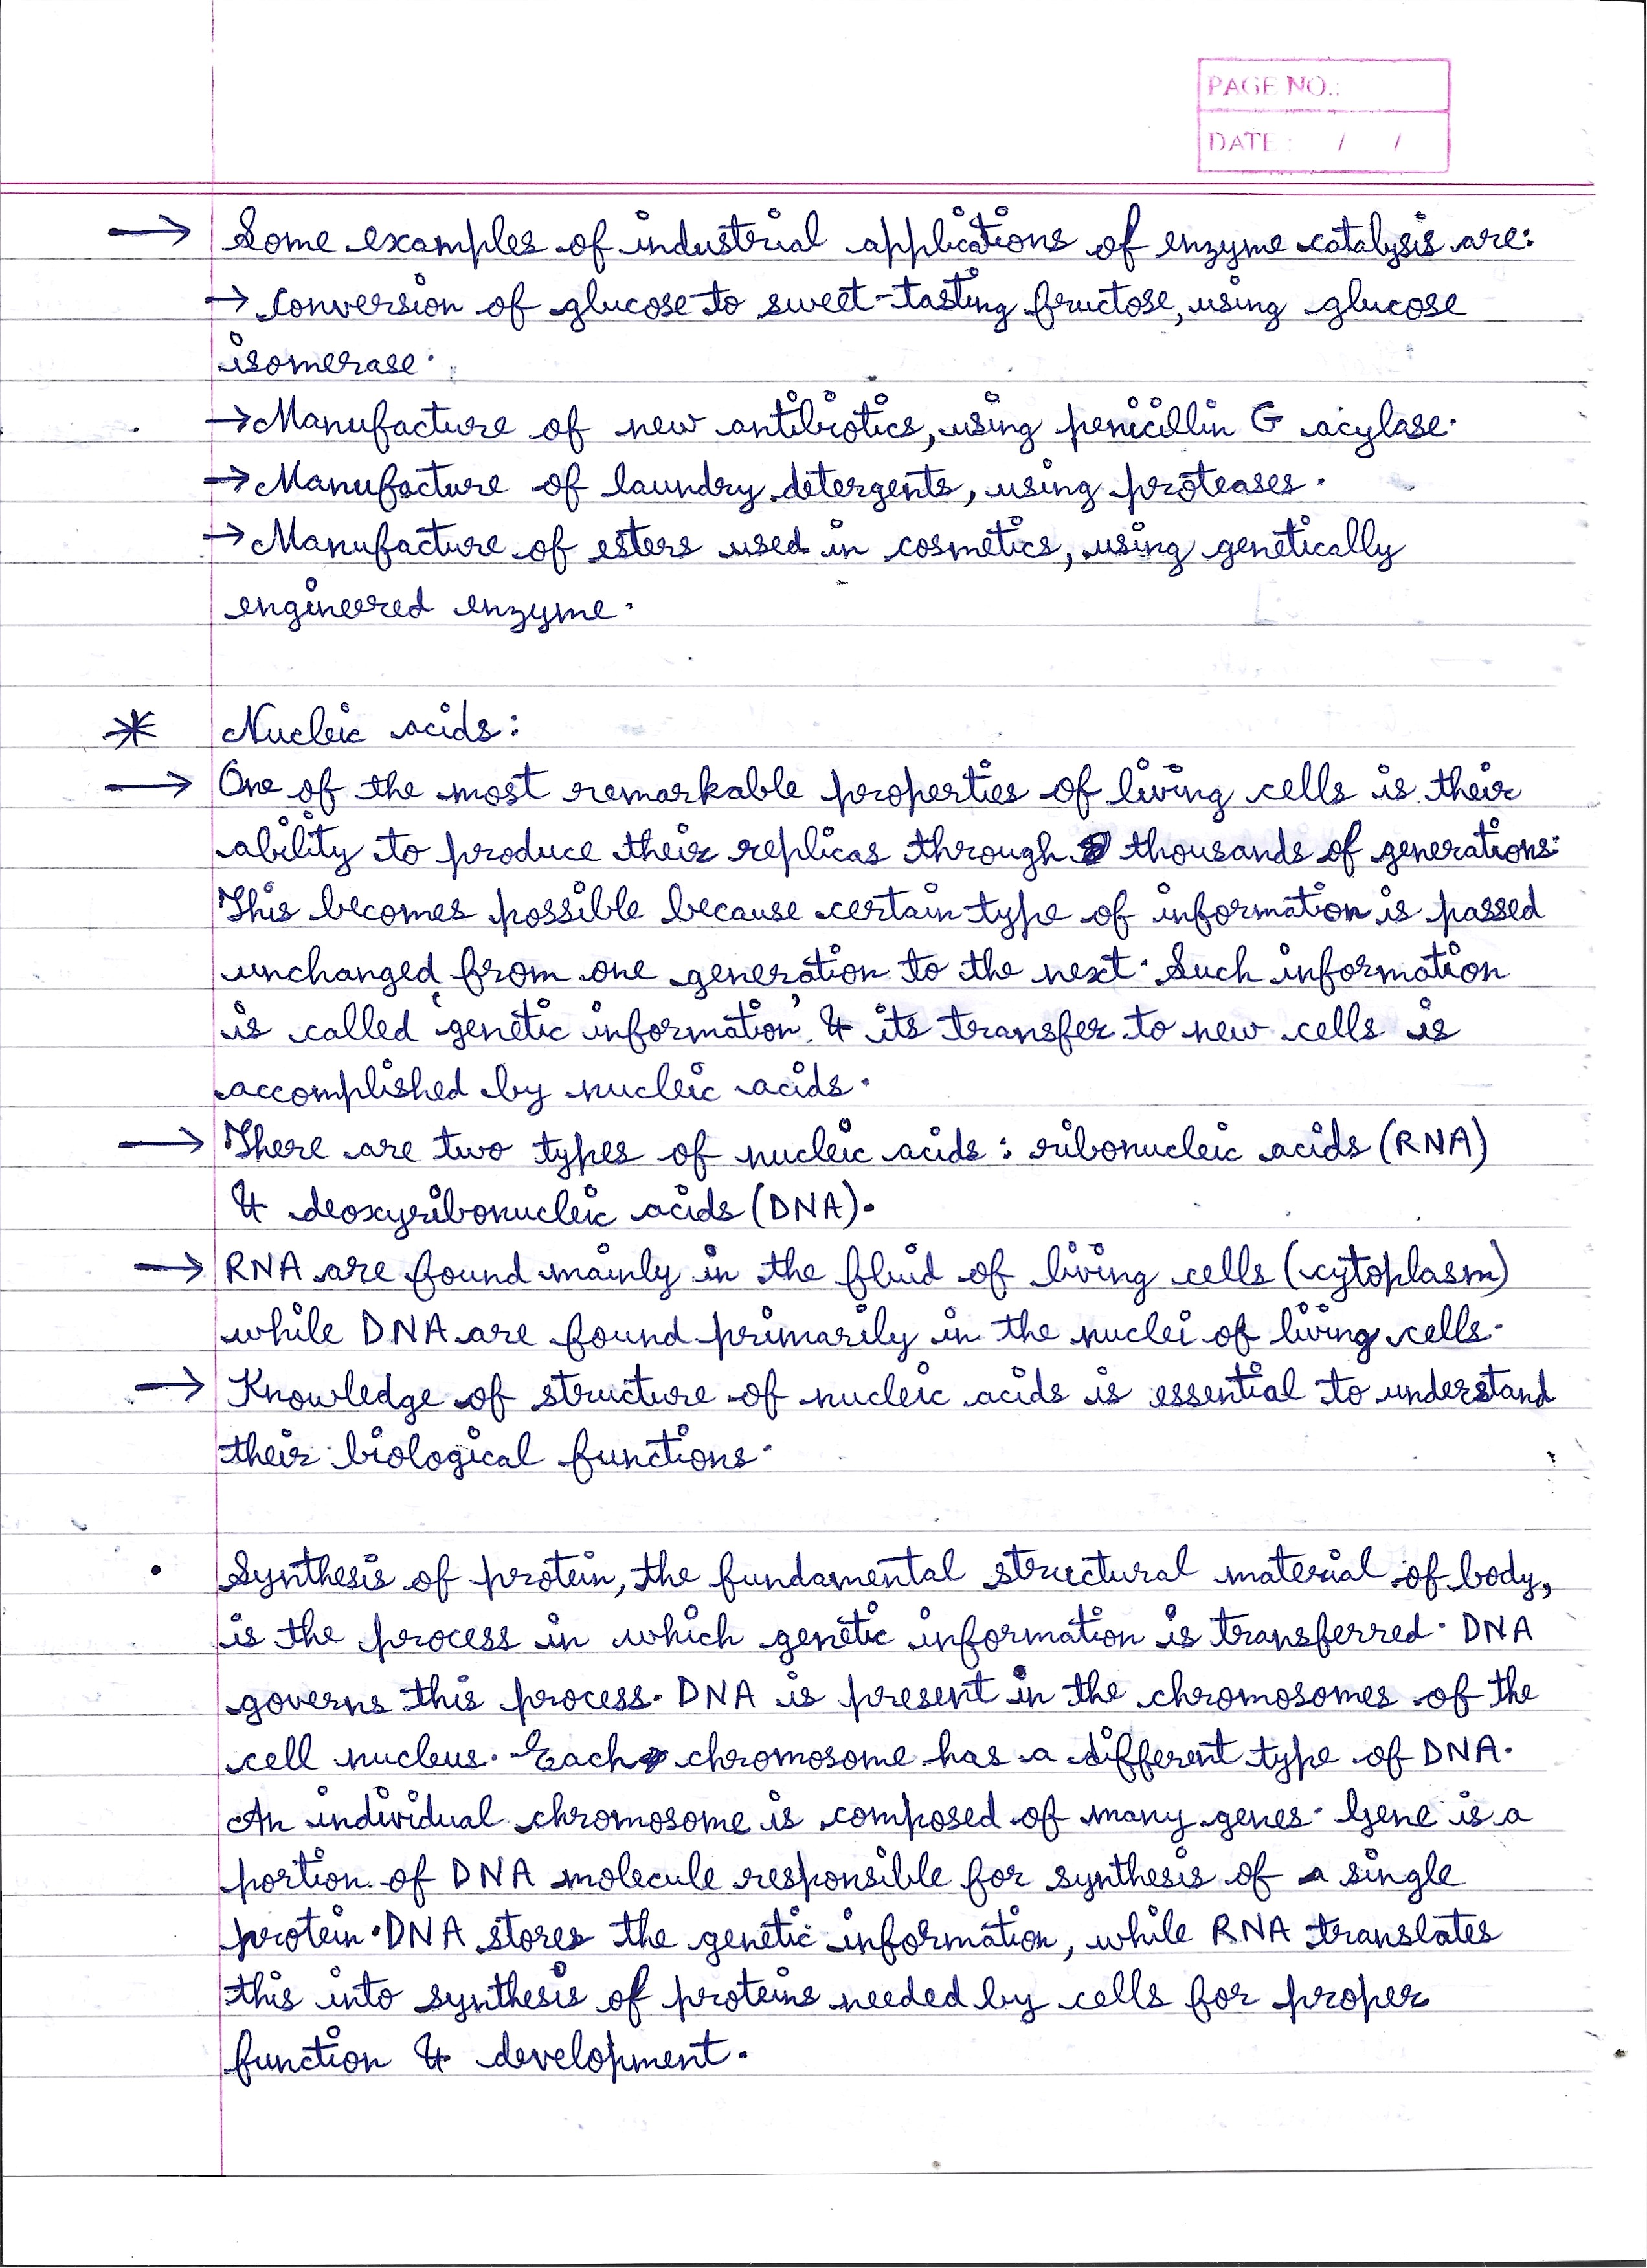 PAGE NO.:
DATE : / /
→ Some examples of industrial applications of enzyme catalysis are:
→ Conversion of glucose to sweet-tasting fructose, using glucose
isomerase.
→ Manufacture of new antibiotics, using penicillin G acylase.
→ Manufacture of laundry detergents, using proteases.
→ Manufacture of esters used in cosmetics, using genetically
engineered enzyme.
* Nucleic acids:
→ One of the most remarkable properties of living cells is their
ability to produce their replicas through thousands of generations.
This becomes possible because certain type of information is passed
unchanged from one generation to the next. Such information
is called 'genetic information' & its transfer to new cells is
accomplished by nucleic acids.
→ There are two types of nucleic acids: ribonucleic acids (RNA)
& deoxyribonucleic acids (DNA).
→ RNA are found mainly in the fluid of living cells (cytoplasm)
while DNA are found primarily in the nuclei of living cells.
→ Knowledge of structure of nucleic acids is essential to understand
their biological functions.
• Synthesis of protein, the fundamental structural material of body,
is the process in which genetic information is transferred. DNA
governs this process. DNA is present in the chromosomes of the
cell nucleus. Each chromosome has a different type of DNA.
An individual chromosome is composed of many genes. Gene is a
portion of DNA molecule responsible for synthesis of a single
protein. DNA stores the genetic information, while RNA translates
this into synthesis of proteins needed by cells for proper
function & development.